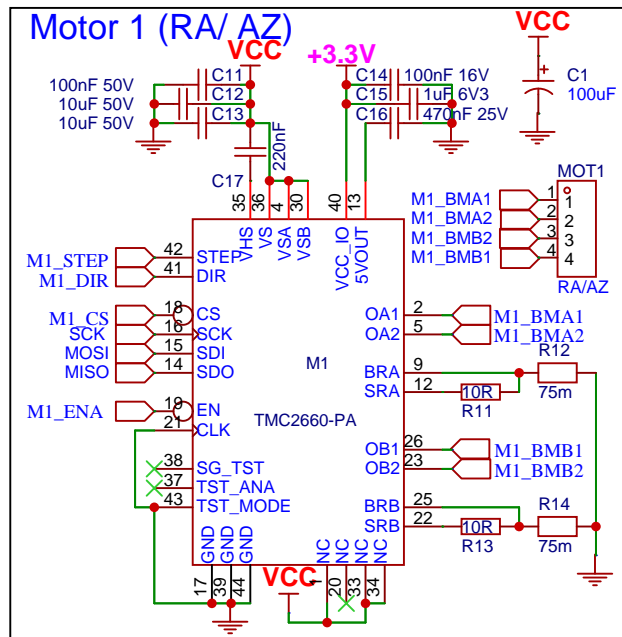 Motor 1 (RA/ AZ)
VCC
+3.3V
VCC
C11
100nF 50V
C12
10uF 50V
C13
10uF 50V
C14
100nF 16V
C15
1uF 6V3
C16
470nF 25V
C1
100uF
220nF
C17
35
36
4
30
40
13
VHS
VS
VSA
VSB
VCC_IO
5VOUT
MOT1
M1_BMA1 1 1
M1_BMA2 2 2
M1_BMB2 3 3
M1_BMB1 4 4
RA/AZ
M1_STEP 42 STEP
M1_DIR 41 DIR
M1_CS 18 CS
SCK 16 SCK
MOSI 15 SDI
MISO 14 SDO
M1_ENA 19 EN
21 CLK
38 SG_TST
37 TST_ANA
43 TST_MODE
M1
TMC2660-PA
OA1 2 M1_BMA1
OA2 5 M1_BMA2
BRA 9
SRA 12
10R
R11
R12
75m
OB1 26 M1_BMB1
OB2 23 M1_BMB2
BRB 25
SRB 22
10R
R13
R14
75m
GND
GND
GND
NC
NC
NC
NC
17
39
44
VCC
1
20
33
34